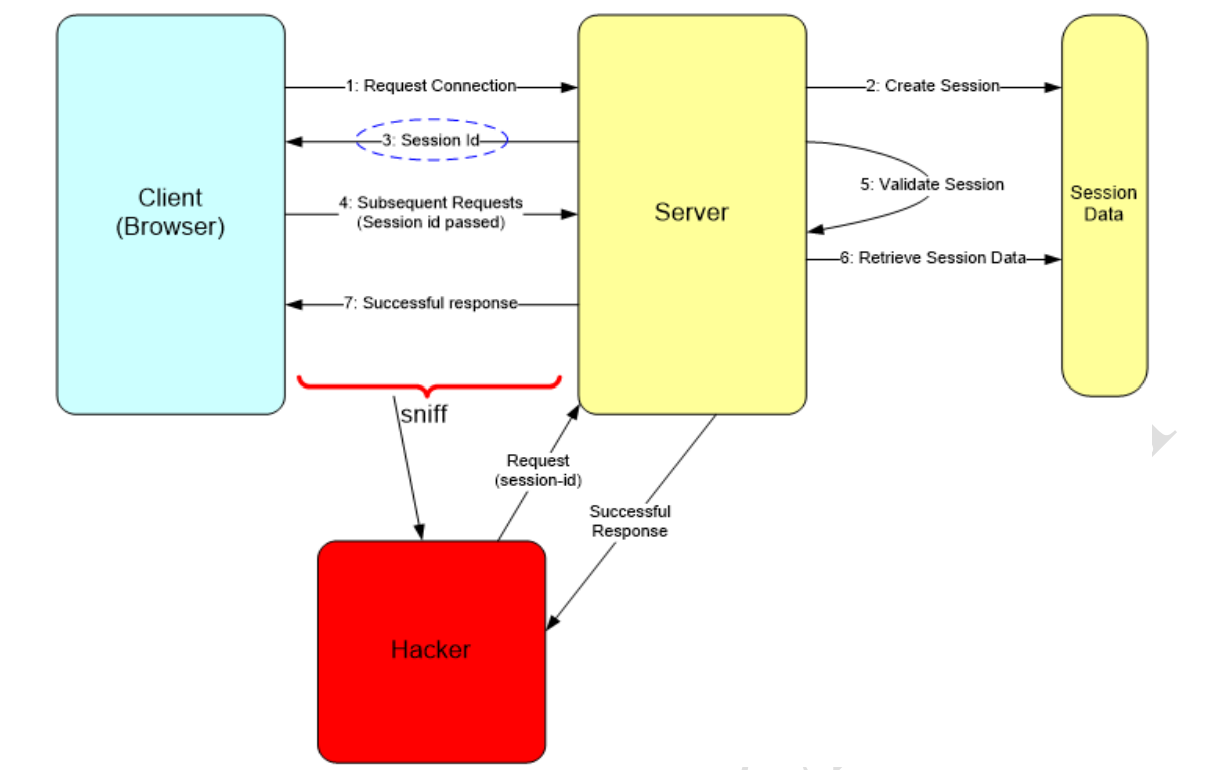 1: Request Connection
2: Create Session
3: Session Id
Client
(Browser)
4: Subsequent Requests
(Session id passed)
Server
5: Validate Session
Session
Data
6: Retrieve Session Data
7: Successful response
sniff
Request
(session-id)
Successful
Response
Hacker